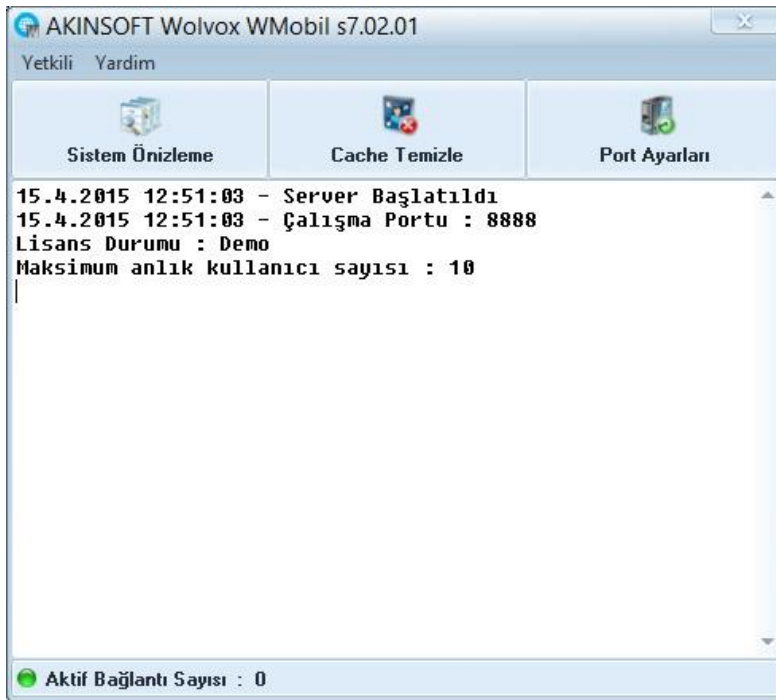 AKINSOFT Wolvox WMobil s7.02.01
Yetkili Yardim
Sistem Önizleme Cache Temizle Port Ayarları
15.4.2015 12:51:03 - Server Başlatıldı
15.4.2015 12:51:03 - Çalışma Portu : 8888
Lisans Durumu : Demo
Maksimum anlık kullanıcı sayısı : 10
Aktif Bağlantı Sayısı : 0